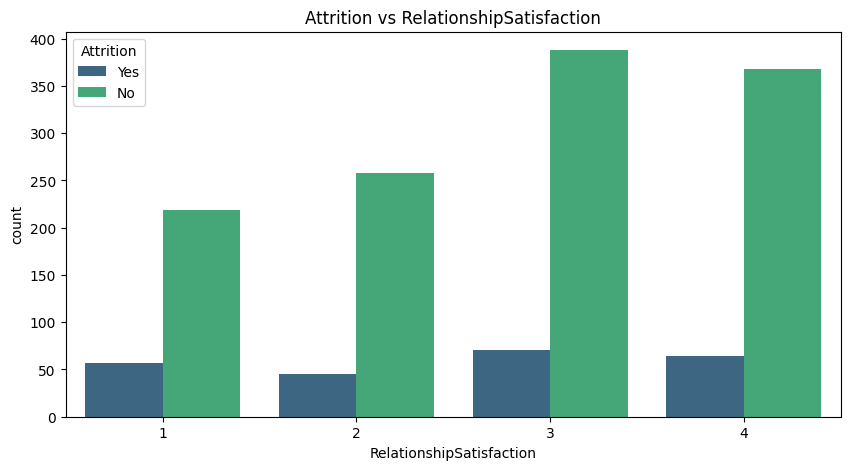 Attrition vs RelationshipSatisfaction
Attrition
Yes
No
400
350
300
250
200
150
100
50
0
count
1 2 3 4
RelationshipSatisfaction